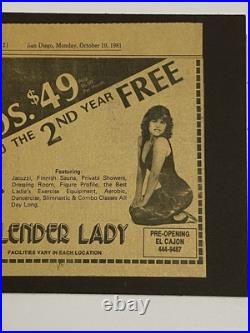 San Diego, Monday, October 19, 1981
OS. $49
THE 2ND YEAR FREE
Featuring:
Jacuzzi, Finnish Sauna, Private Showers,
Dressing Room, Figure Profile, the Best
Ladie's Exercise Equipment, Aerobic,
Dancercise, Slimnastic & Combo Classes All
Day Long.
LENDER LADY
FACILITIES VARY IN EACH LOCATION
PRE-OPENING
EL CAJON
444-9487